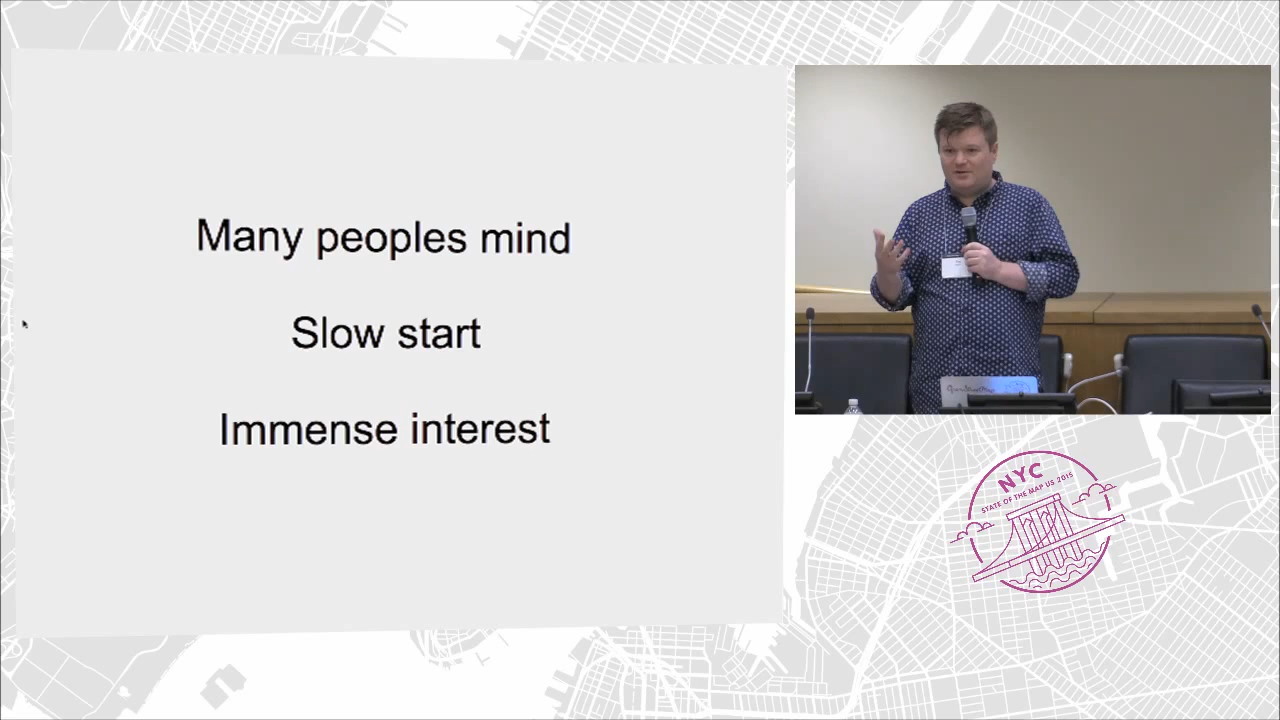 Many peoples mind
Slow start
Immense interest
NYC
STATE OF THE MAP US 2015